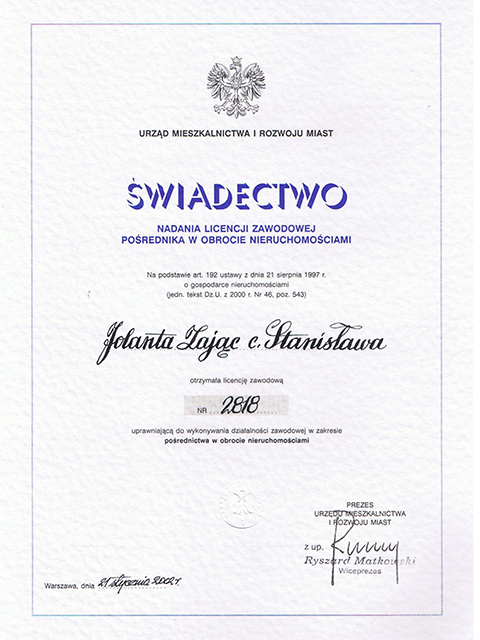 URZĄD MIESZKALNICTWA I ROZWOJU MIAST
ŚWIADECTWO
NADANIA LICENCJI ZAWODOWEJ
POŚREDNIKA W OBROCIE NIERUCHOMOŚCIAMI
Na podstawie art. 192 ustawy z dnia 21 sierpnia 1997 r.
o gospodarce nieruchomościami
(jedn. tekst Dz.U. z 2000 r. Nr 46, poz. 543)
Jolanta Zając c. Stanisława
otrzymała licencję zawodową
NR 2818
uprawniającą do wykonywania działalności zawodowej w zakresie
pośrednictwa w obrocie nieruchomościami
PREZES
URZĘDU MIESZKALNICTWA
I ROZWOJU MIAST
z up.
Ryszard Matkowski
Wiceprezes
Warszawa, dnia 21 stycznia 2002 r.